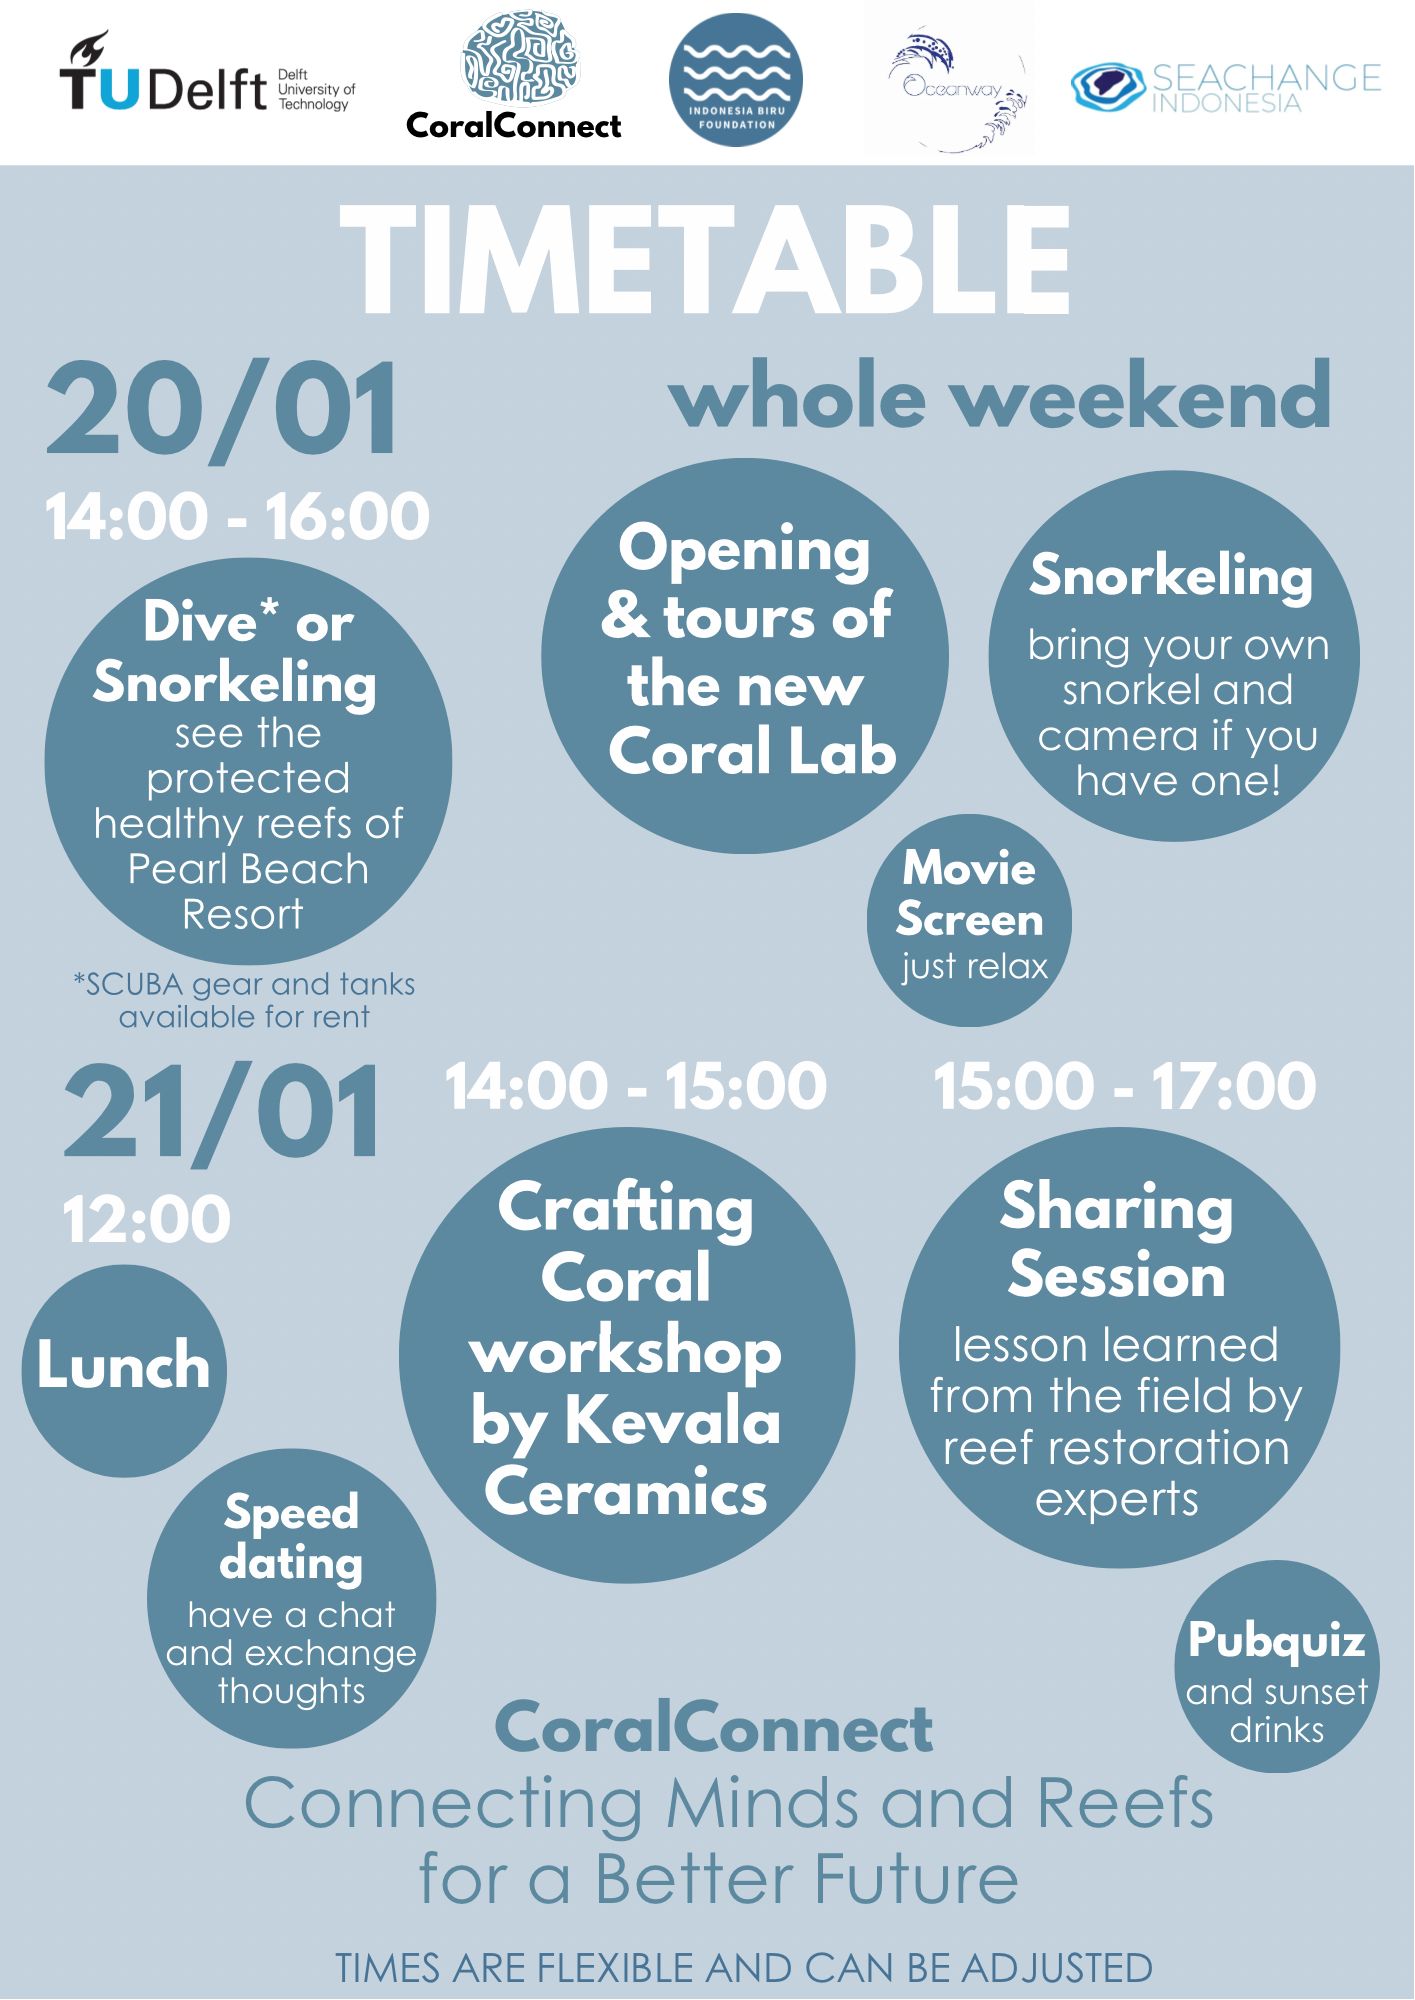 TU Delft
Delft
University of
Technology
CoralConnect
INDONESIA BIRU
FOUNDATION
Oceanway
SEACHANGE
INDONESIA
TIMETABLE
20/01
14:00 - 16:00
Dive* or
Snorkeling
see the
protected
healthy reefs of
Pearl Beach
Resort
*SCUBA gear and tanks
available for rent
whole weekend
Opening
& tours of
the new
Coral Lab
Snorkeling
bring your own
snorkel and
camera if you
have one!
Movie
Screen
just relax
21/01
12:00
Lunch
Speed
dating
have a chat
and exchange
thoughts
14:00 - 15:00
Crafting
Coral
workshop
by Kevala
Ceramics
15:00 - 17:00
Sharing
Session
lesson learned
from the field by
reef restoration
experts
Pubquiz
and sunset
drinks
CoralConnect
Connecting Minds and Reefs
for a Better Future
TIMES ARE FLEXIBLE AND CAN BE ADJUSTED